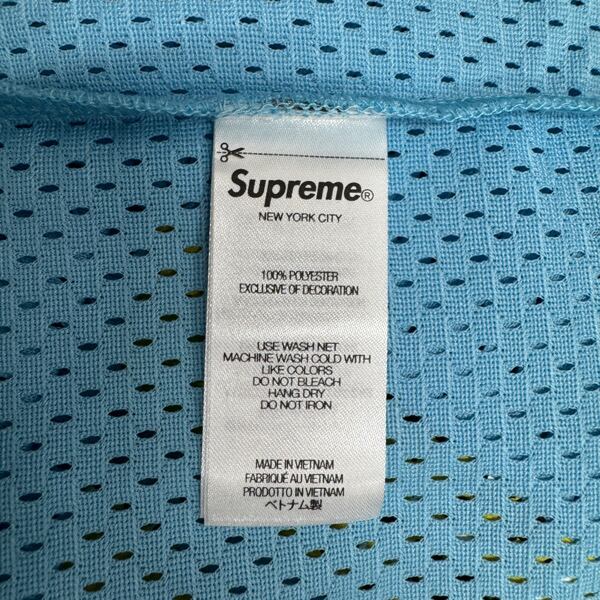 Supreme®
NEW YORK CITY
100% POLYESTER
EXCLUSIVE OF DECORATION
USE WASH NET
MACHINE WASH COLD WITH
LIKE COLORS
DO NOT BLEACH
HANG DRY
DO NOT IRON
MADE IN VIETNAM
FABRIQUÉ AU VIETNAM
PRODOTTO IN VIETNAM
ベトナム製